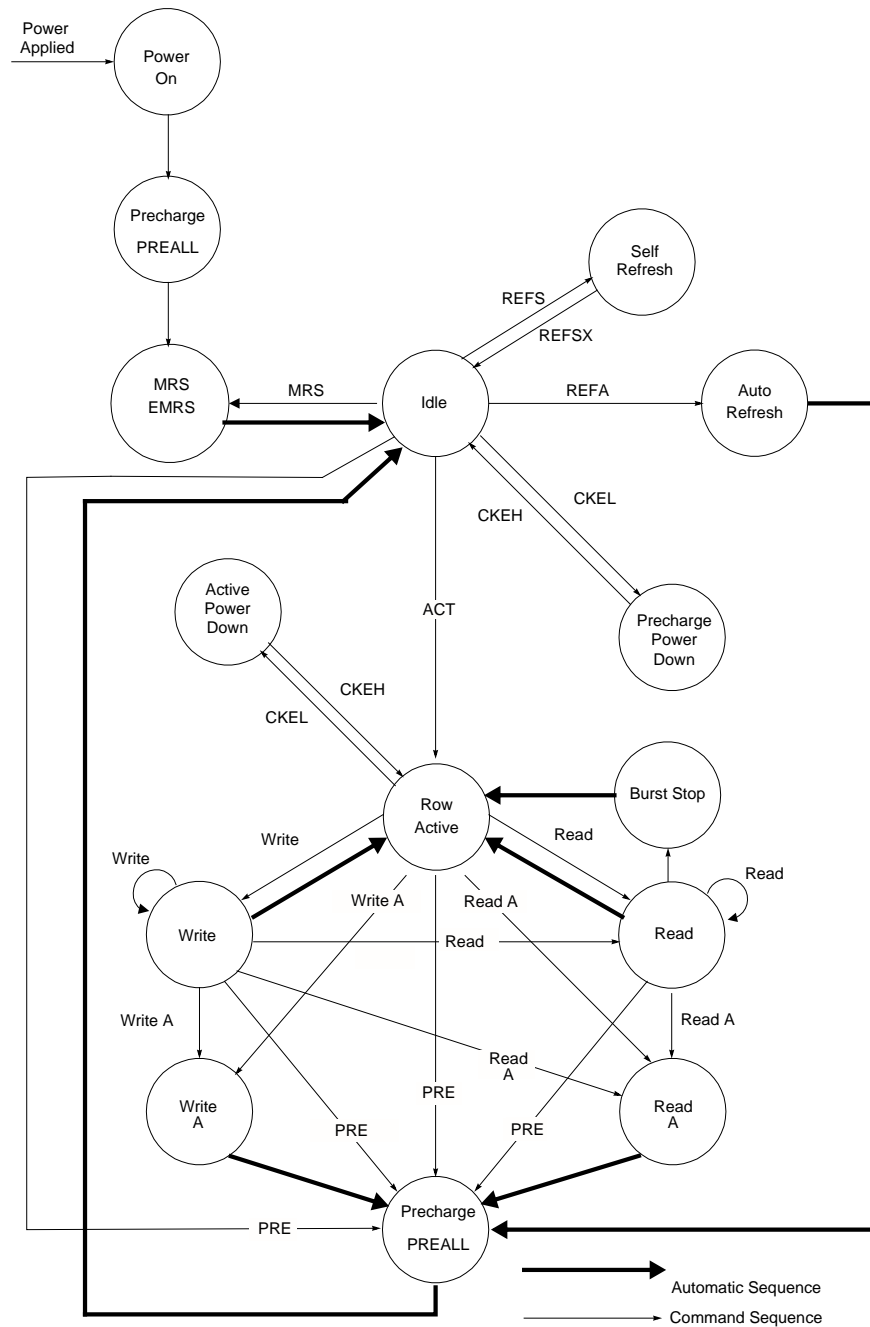 Power
Applied
Power
On
Precharge
PREALL
Self
Refresh
REFS
REFSX
MRS
EMRS
MRS
Idle
REFA
Auto
Refresh
CKEL
CKEH
Active
Power
Down
ACT
Precharge
Power
Down
CKEH
CKEL
Row
Active
Burst Stop
Write
Read
Write
Write A
Read A
Read
Write
Read
Read
Write A
Read A
Read
A
Write
A
PRE
PRE
PRE
Read
A
Precharge
PREALL
PRE
Automatic Sequence
Command Sequence